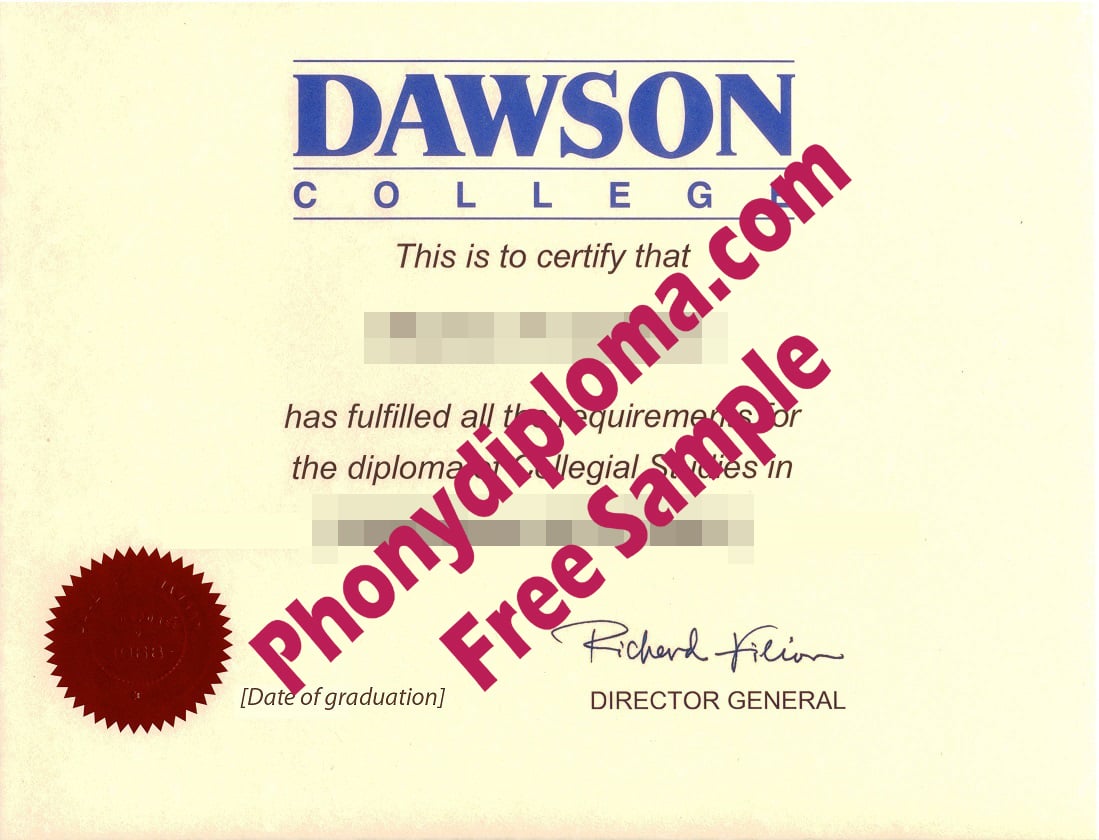 DAWSON
COLLEGE
This is to certify that
has fulfilled all the requirements for
the diploma of Collegial Studies in
Phonydiploma.com
Free Sample
Richard Filion
[Date of graduation]
DIRECTOR GENERAL